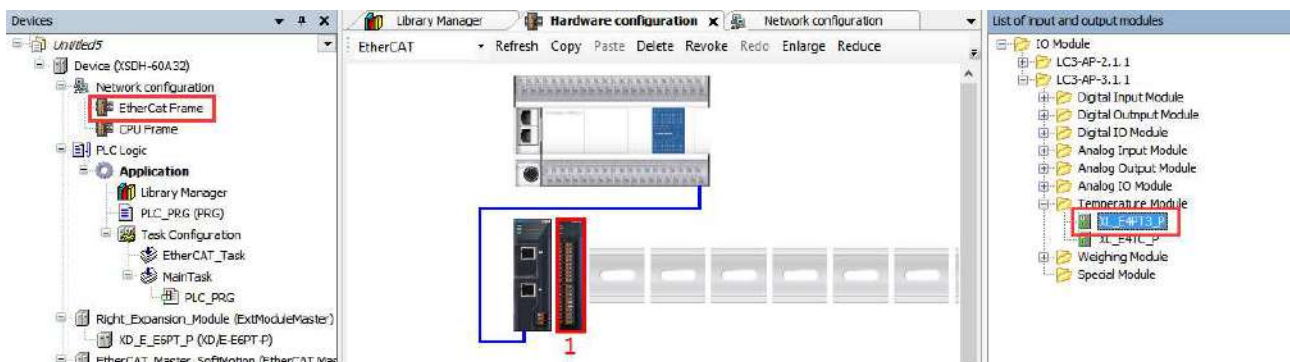 Devices
Untitled5
Device (XSDH-60A32)
Network configuration
EtherCat Frame
CPU Frame
PLC Logic
Application
Library Manager
PLC_PRG (PRG)
Task Configuration
EtherCAT_Task
MainTask
PLC_PRG
Right_Expansion_Module (ExtModuleMaster)
XD_E_E6PT_P (XD/E-E6PT-P)
EtherCAT_Master_SoftMotion (EtherCAT Mas
Library Manager
Hardware configuration
Network configuration
EtherCAT Refresh Copy Paste Delete Revoke Redo Enlarge Reduce
1
List of input and output modules
IO Module
LC3-AP-2.1.1
LC3-AP-3.1.1
Digital Input Module
Digital Outnput Module
Digital IO Module
Analog Input Module
Analog Output Module
Analog IO Module
Temperature Module
XL_E4PT3_P
XL_E4TC_P
Weighing Module
Special Module